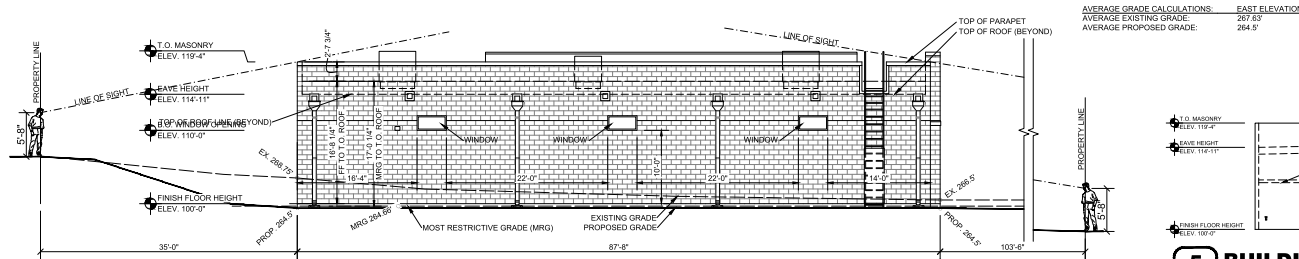 AVERAGE GRADE CALCULATIONS: EAST ELEVATION
AVERAGE EXISTING GRADE: 267.63'
AVERAGE PROPOSED GRADE: 264.5'
TOP OF PARAPET
TOP OF ROOF (BEYOND)
LINE OF SIGHT
PROPERTY LINE
T.O. MASONRY
ELEV. 119'-4"
2'-7 3/4"
LINE OF SIGHT
EAVE HEIGHT
ELEV. 114'-11"
TOP OF ROOF LINE (BEYOND)
B.O. WINDOW OPENING
ELEV. 110'-0"
5'-8"
16'-8 1/4"
FF TO T.O. ROOF
17'-0 1/4"
MRG TO T.O. ROOF
WINDOW
WINDOW
WINDOW
10'-0"
EX. 268.75'
16'-4"
22'-0"
22'-0"
14'-0"
EX. 266.5'
FINISH FLOOR HEIGHT
ELEV. 100'-0"
PROP. 264.5'
MRG 264.66'
MOST RESTRICTIVE GRADE (MRG)
EXISTING GRADE
PROPOSED GRADE
PROP. 264.5'
PROPERTY LINE
5'-8"
35'-0"
87'-8"
103'-6"
T.O. MASONRY
ELEV. 119'-4"
EAVE HEIGHT
ELEV. 114'-11"
FINISH FLOOR HEIGHT
ELEV. 100'-0"
BUILDI